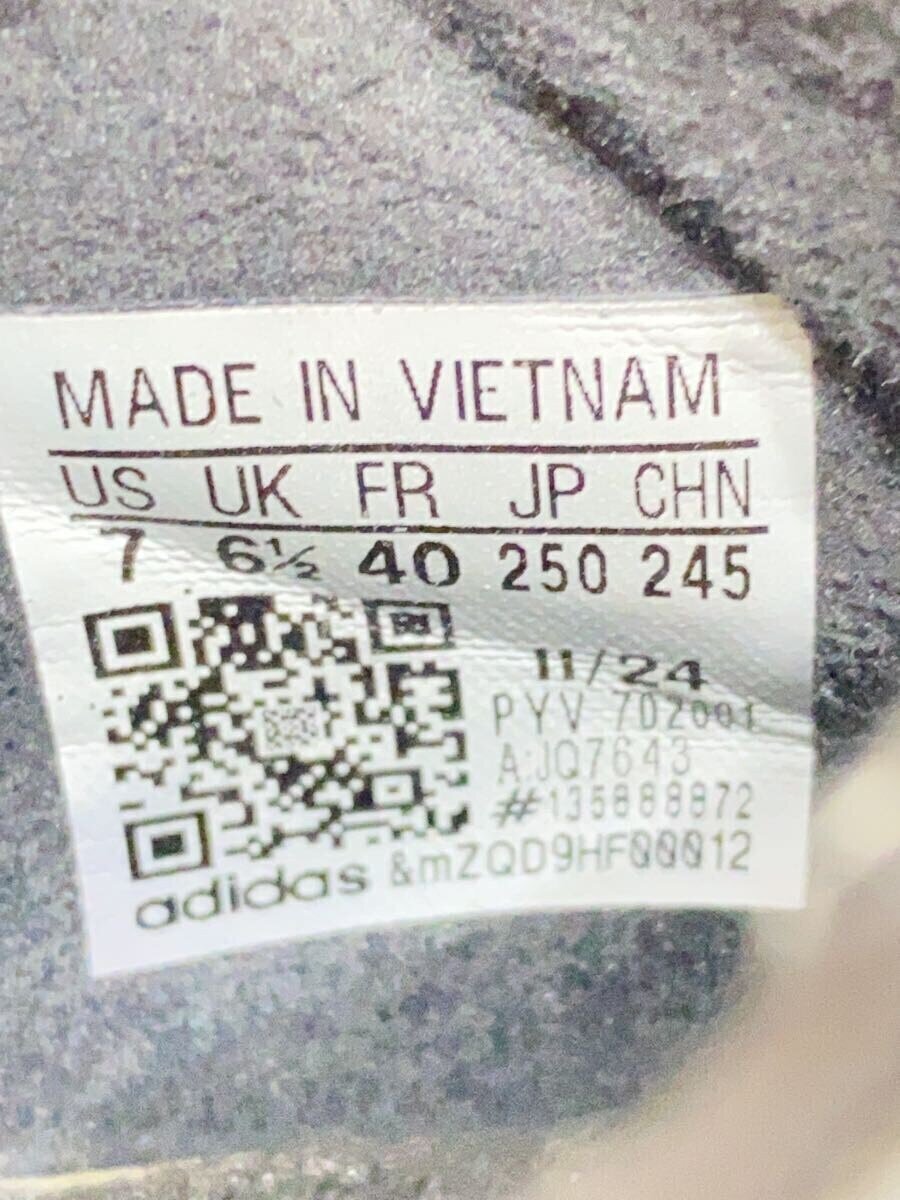 MADE IN VIETNAM
US UK FR JP CHN
7 6½ 40 250 245
11/24
PYV 702001
A:JQ7643
#135888872
adidas &mZQD9HF00012